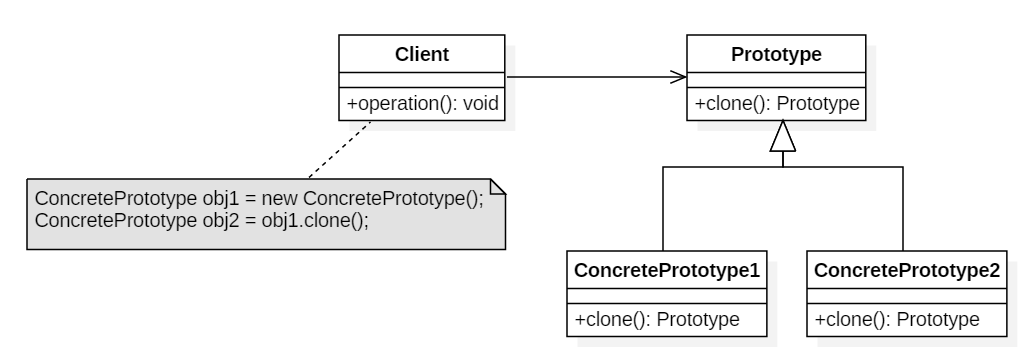 Client
+operation(): void
Prototype
+clone(): Prototype
ConcretePrototype obj1 = new ConcretePrototype();
ConcretePrototype obj2 = obj1.clone();
ConcretePrototype1
+clone(): Prototype
ConcretePrototype2
+clone(): Prototype